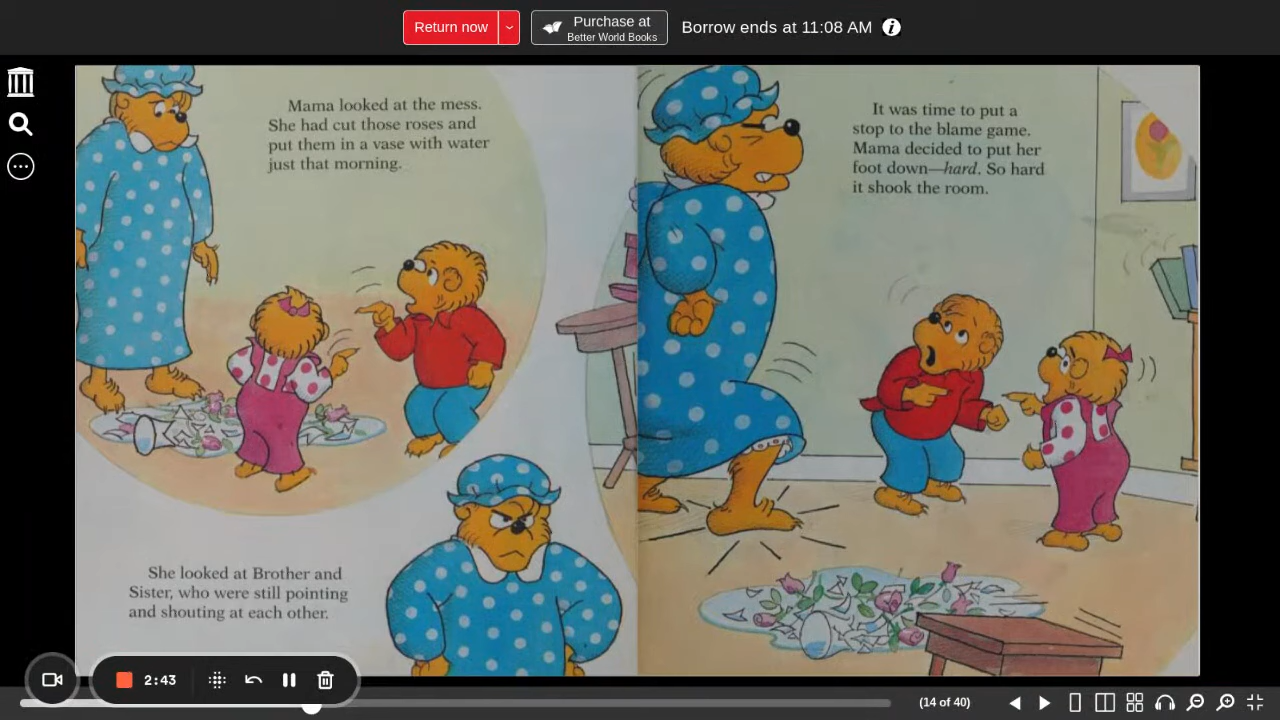 Return now
Purchase at
Better World Books
Borrow ends at 11:08 AM
Mama looked at the mess.
She had cut those roses and
put them in a vase with water
just that morning.
She looked at Brother and
Sister, who were still pointing
and shouting at each other.
It was time to put a
stop to the blame game.
Mama decided to put her
foot down—hard. So hard
it shook the room.
2:43
(14 of 40)